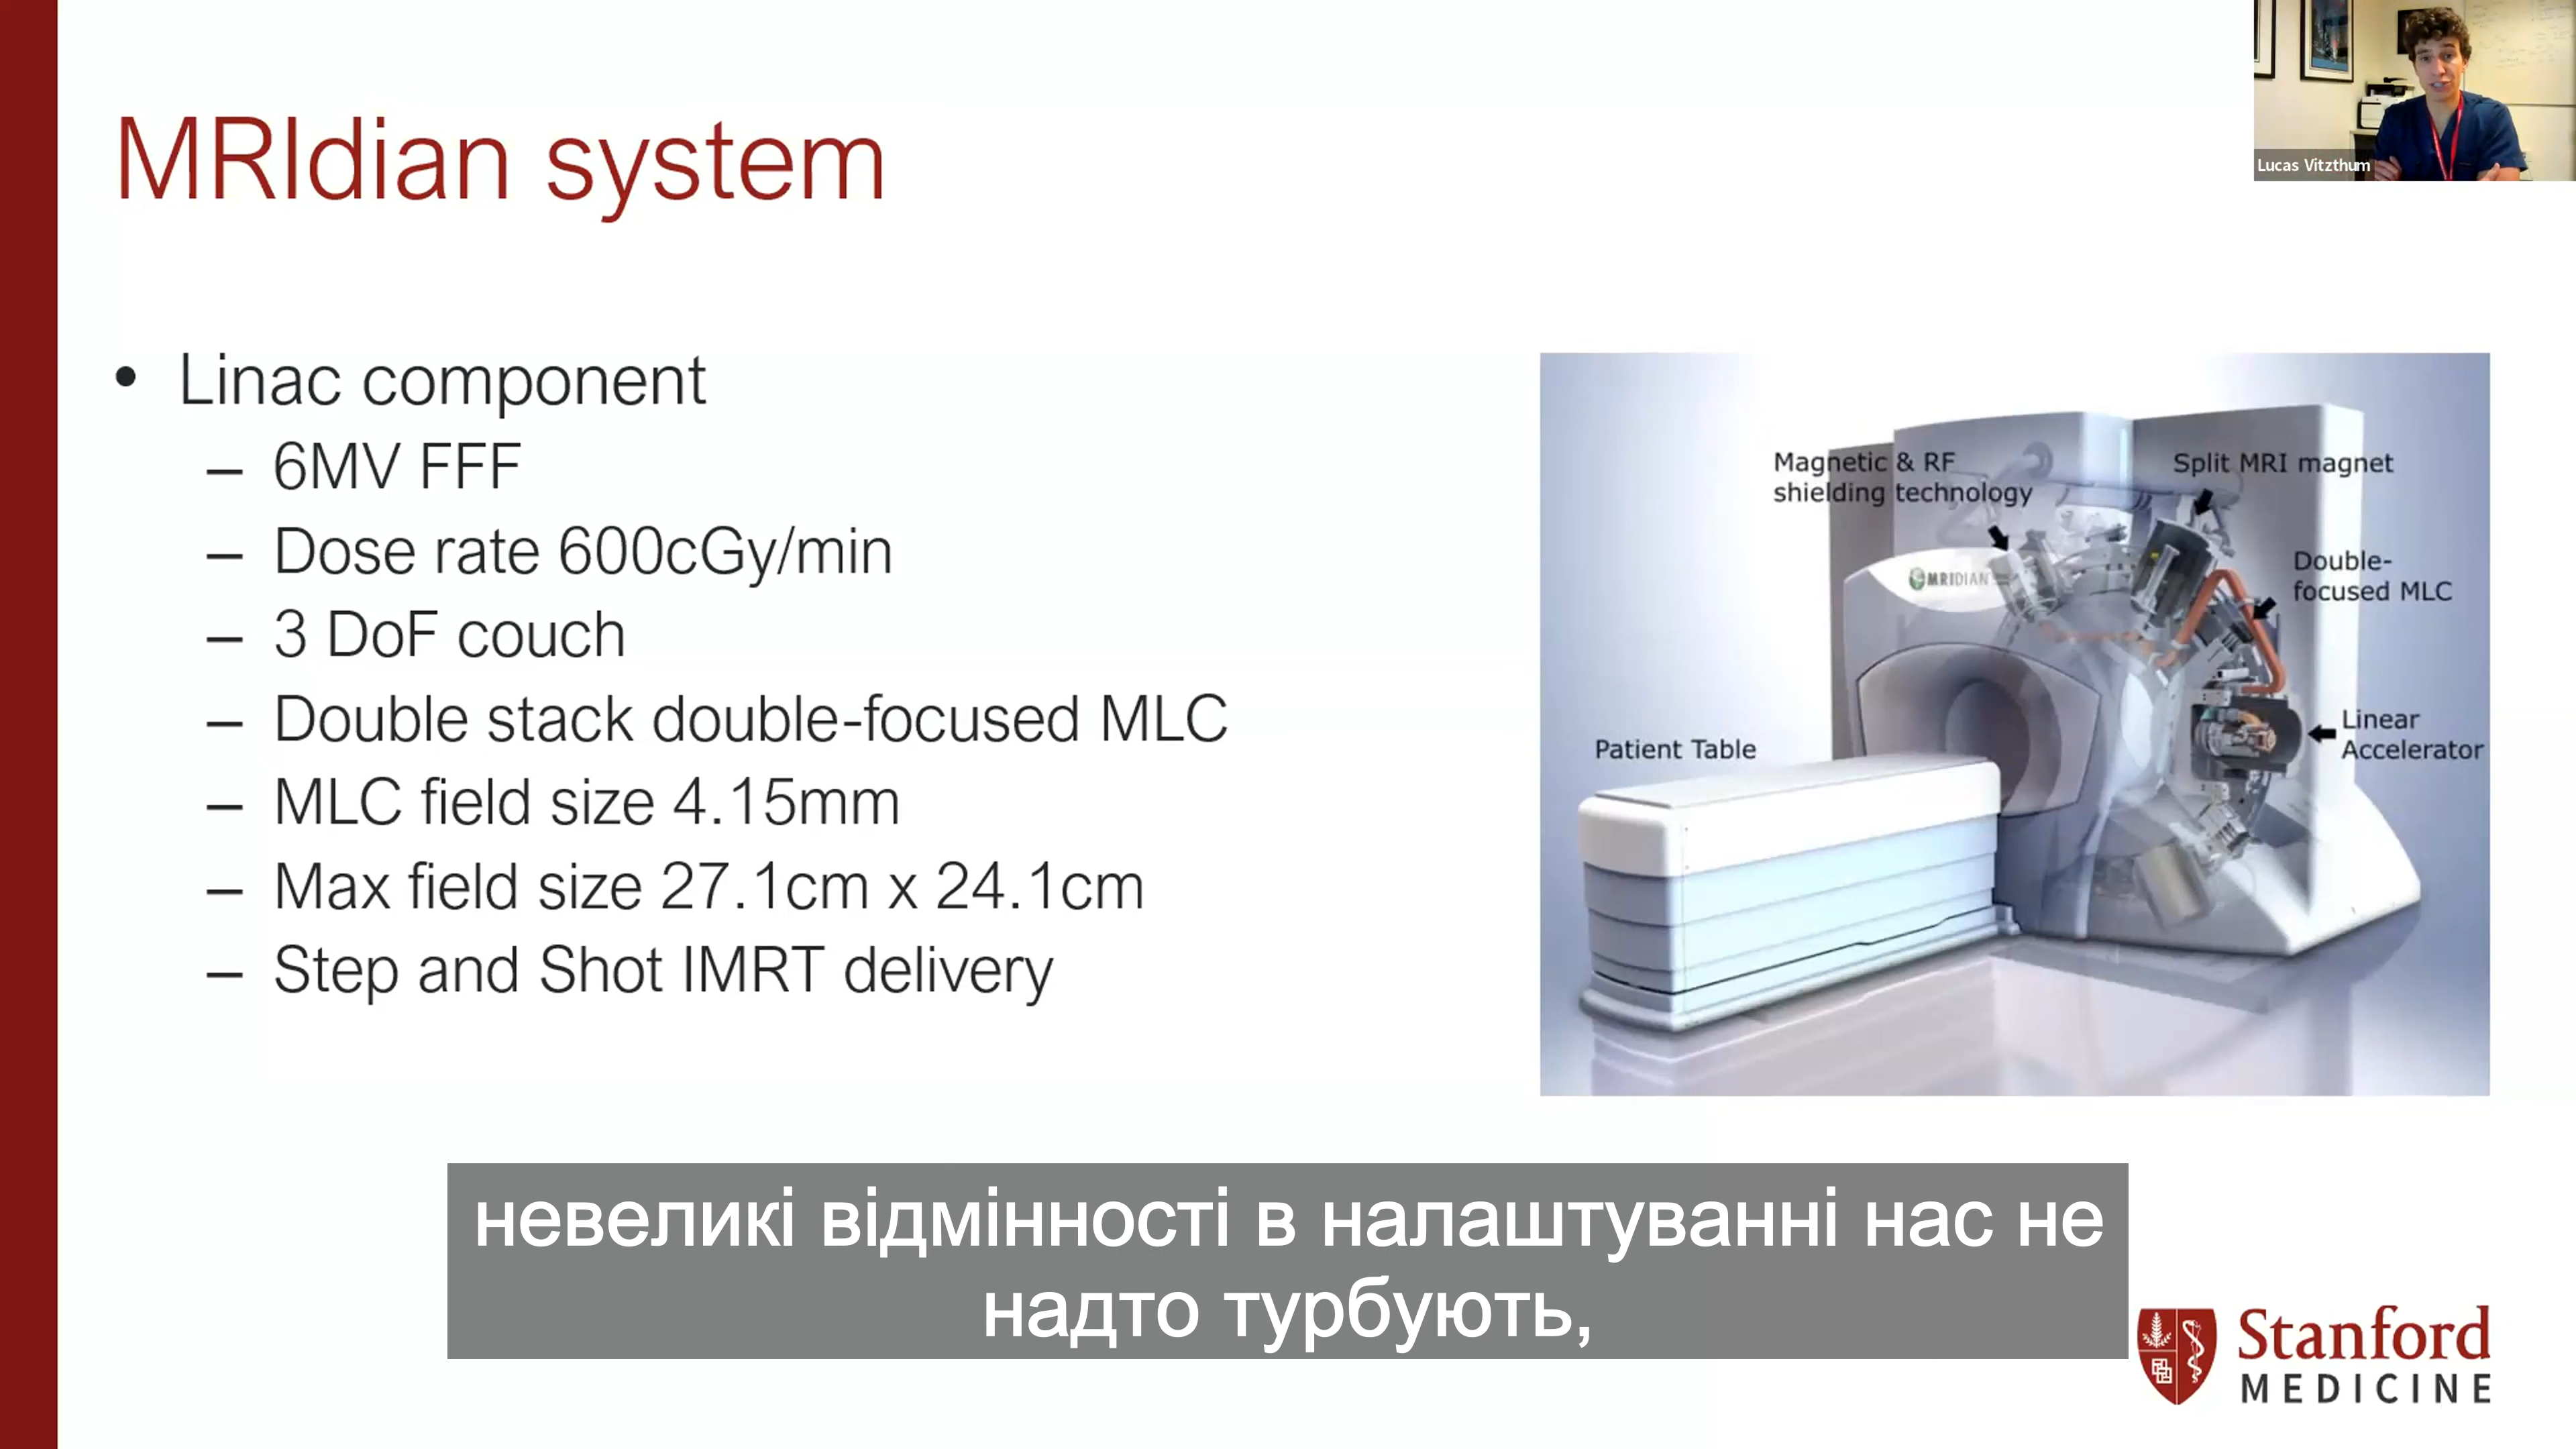 MRIdian system
Lucas Vitzthum
• Linac component
– 6MV FFF
– Dose rate 600cGy/min
– 3 DoF couch
– Double stack double-focused MLC
– MLC field size 4.15mm
– Max field size 27.1cm x 24.1cm
– Step and Shot IMRT delivery
Magnetic & RF
shielding technology
Split MRI magnet
Double-
focused MLC
MRIDIAN
Linear
Accelerator
Patient Table
невеликі відмінності в налаштуванні нас не
надто турбують,
Stanford
MEDICINE